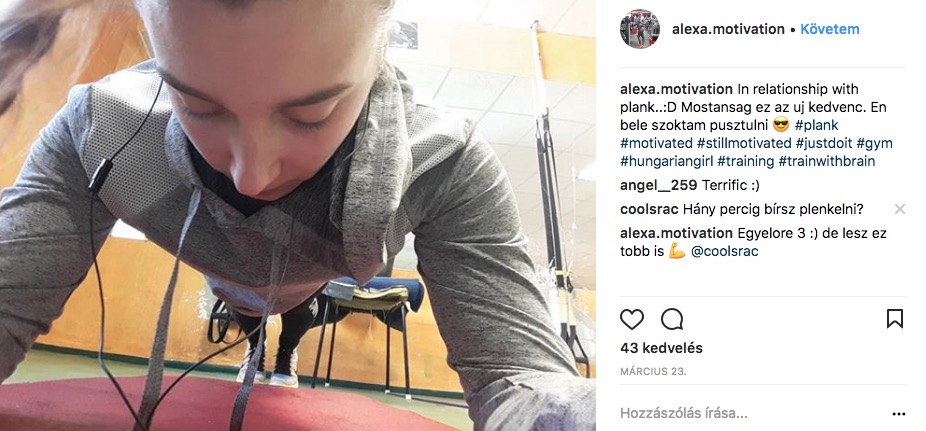 alexa.motivation • Követem
alexa.motivation In relationship with
plank..:D Mostansag ez az uj kedvenc. En
bele szoktam pusztulni 😎 #plank
#motivated #stillmotivated #justdoit #gym
#hungariangirl #training #trainwithbrain
angel__259 Terrific :)
coolsrac Hány percig bírsz plenkelni?
alexa.motivation Egyelore 3 :) de lesz ez
tobb is 💪 @coolsrac
43 kedvelés
MÁRCIUS 23.
Hozzászólás írása...